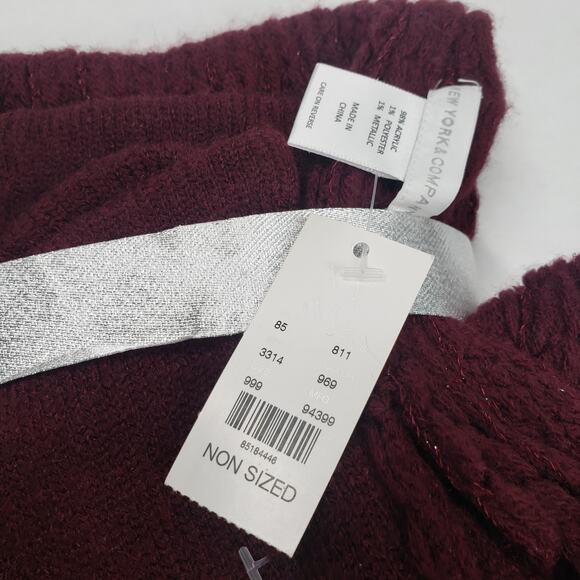 98% ACRYLIC
1% POLYESTER
1% METALLIC
MADE IN
CHINA
CARE ON REVERSE
NEW YORK & COMPAN
85 811
3314 969
999 94399
85184446
NON SIZED